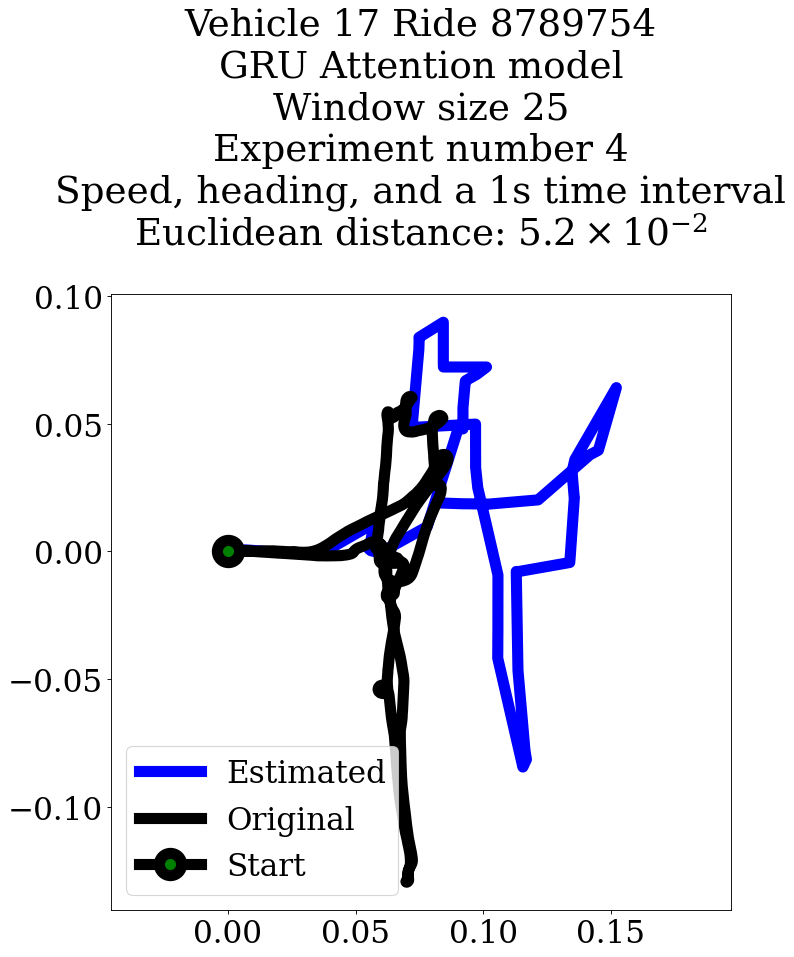 Vehicle 17 Ride 8789754
GRU Attention model
Window size 25
Experiment number 4
Speed, heading, and a 1s time interval
Euclidean distance: 5.2 × 10⁻²
0.10
0.05
0.00
−0.05
−0.10
Estimated
Original
Start
0.00 0.05 0.10 0.15